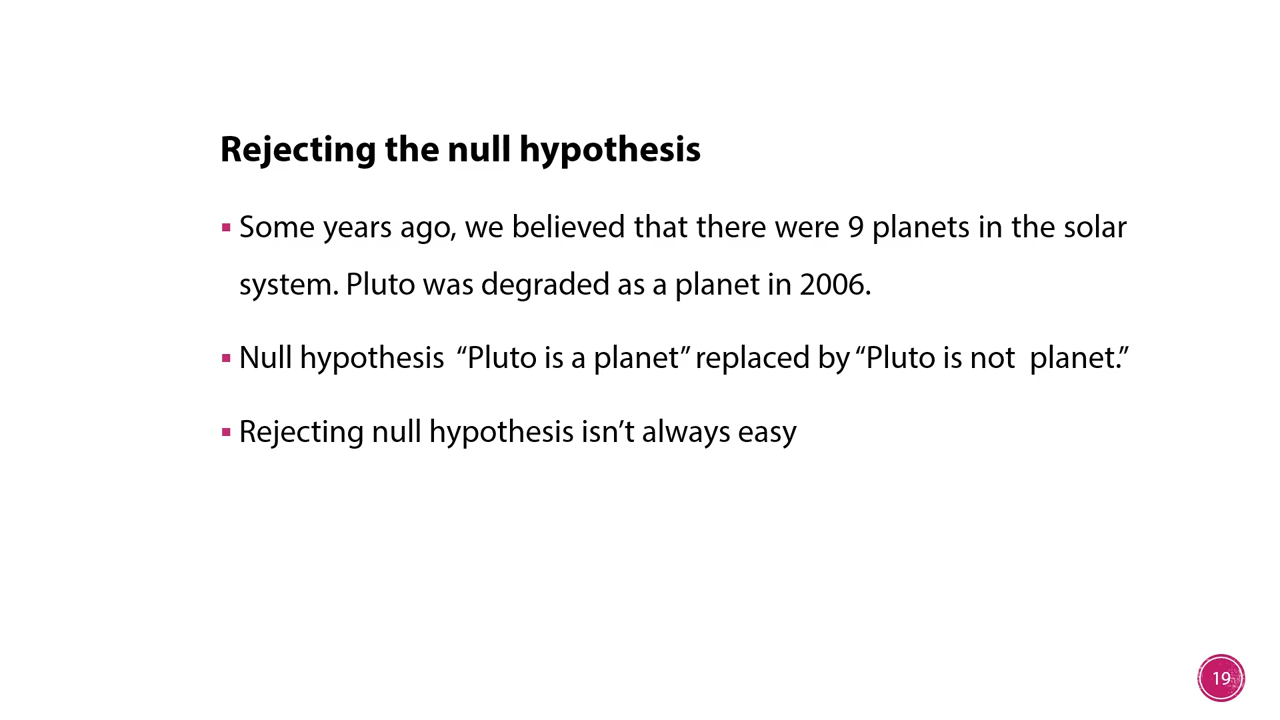 Rejecting the null hypothesis
▪ Some years ago, we believed that there were 9 planets in the solar
system. Pluto was degraded as a planet in 2006.
▪ Null hypothesis “Pluto is a planet” replaced by “Pluto is not planet.”
▪ Rejecting null hypothesis isn’t always easy
19